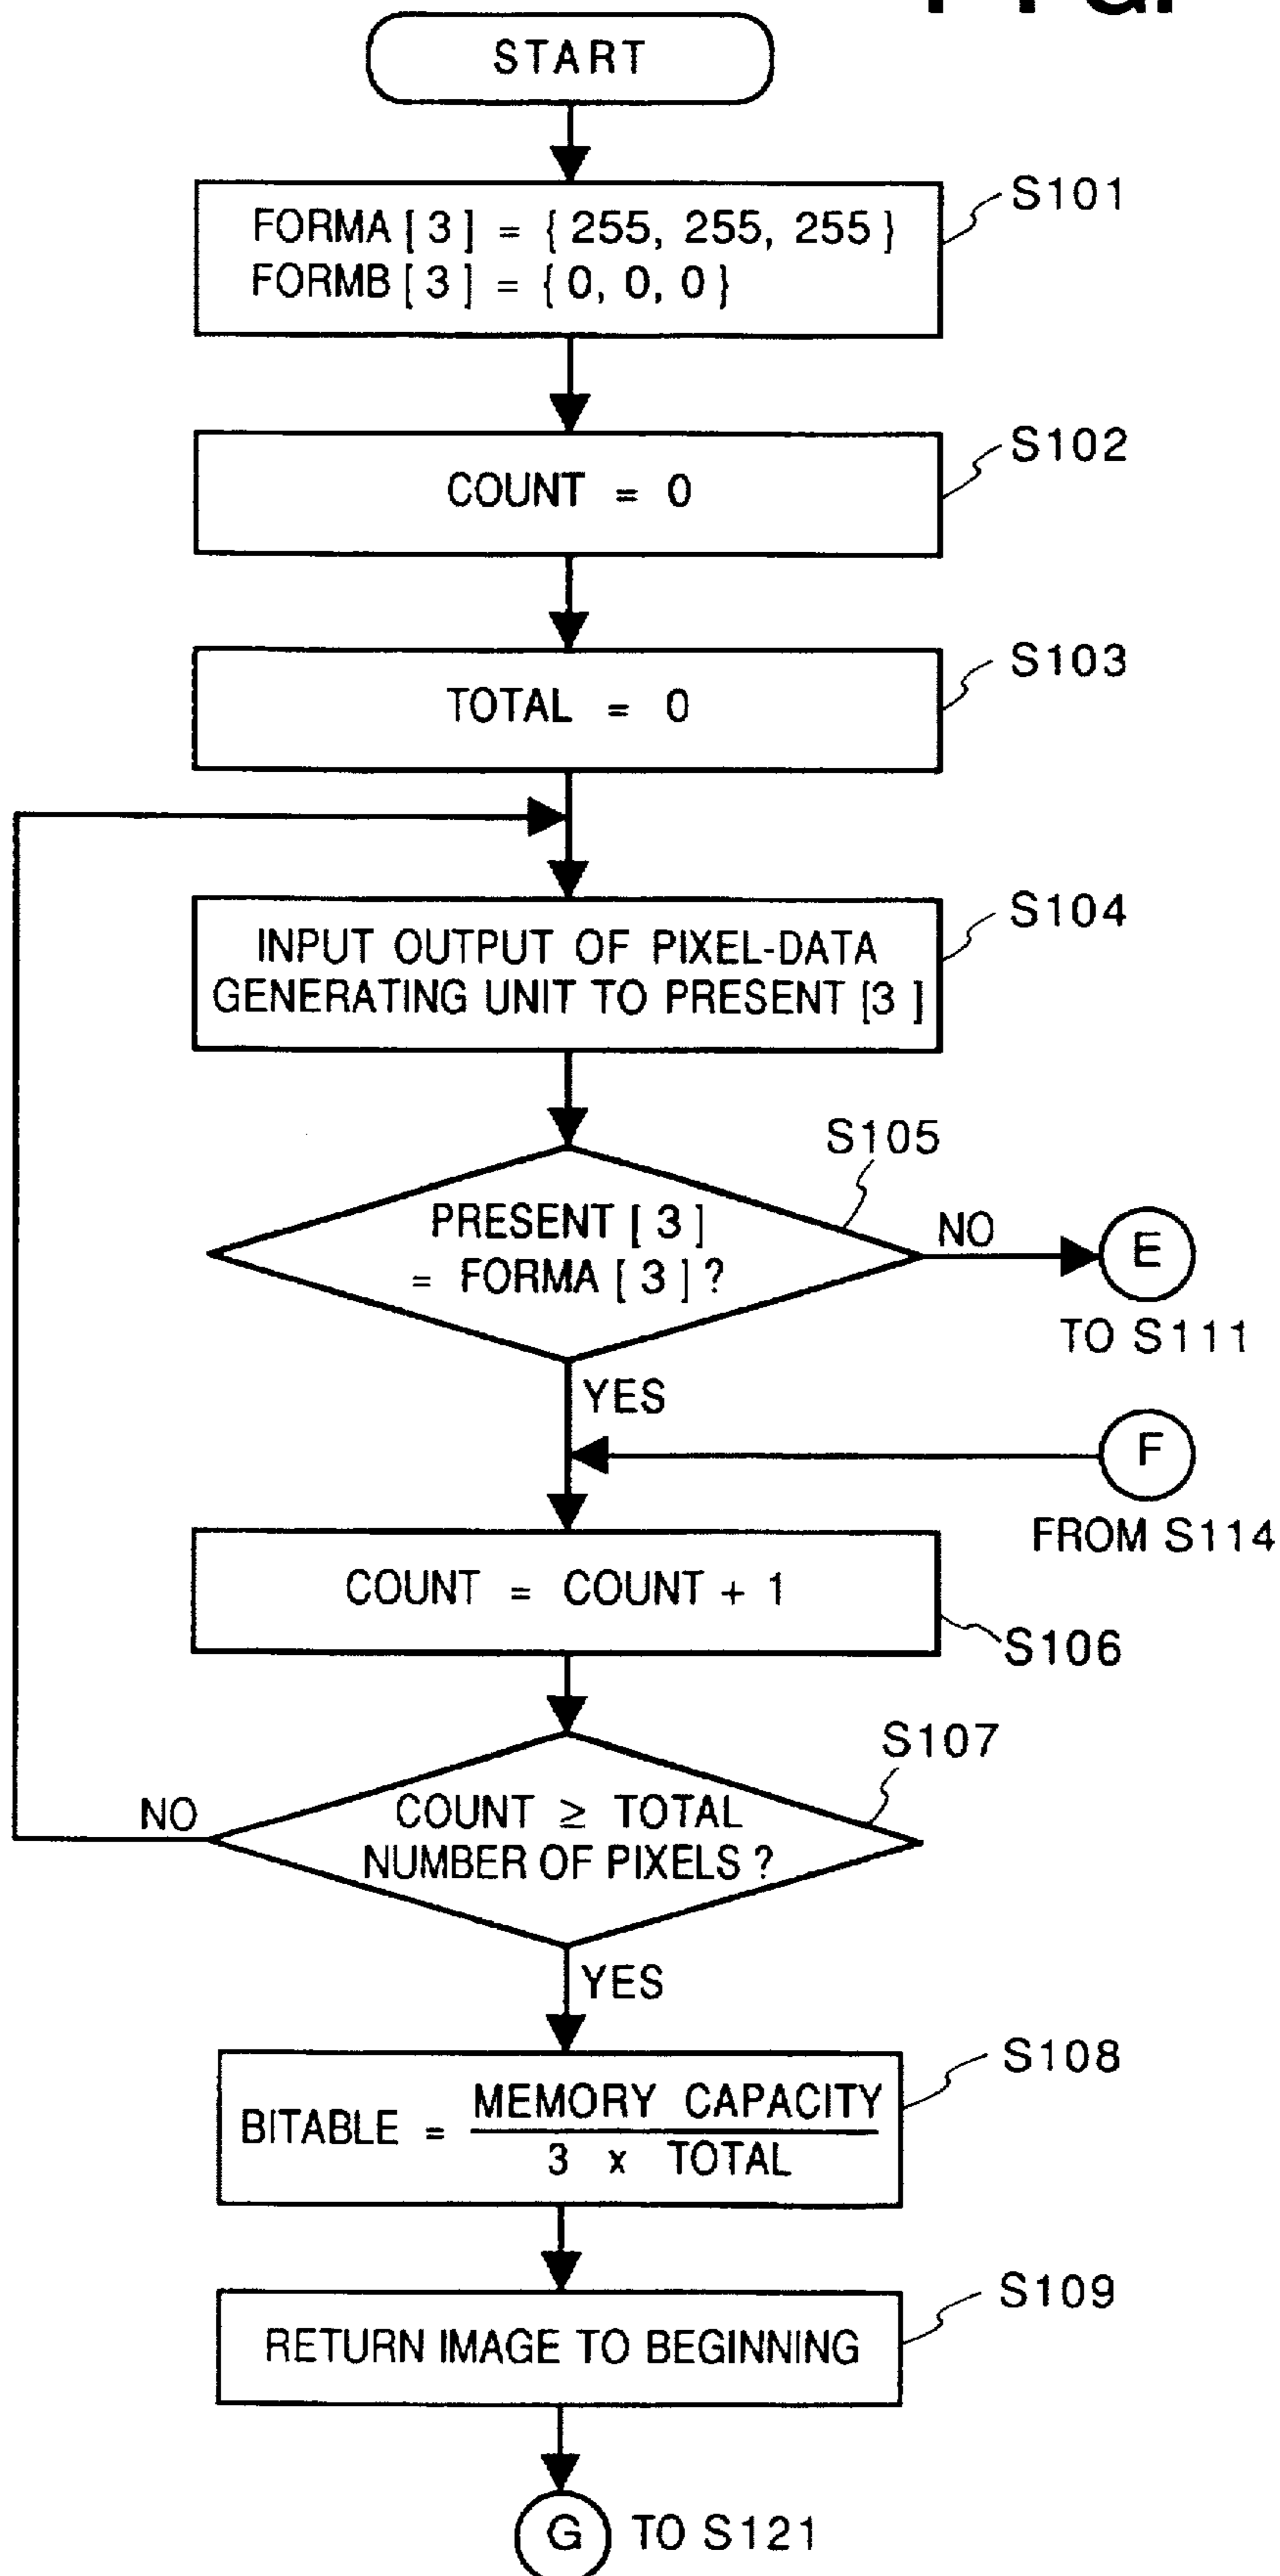 START
S101
FORMA [ 3 ] = { 255, 255, 255 }
FORMB [ 3 ] = { 0, 0, 0 }
S102
COUNT = 0
S103
TOTAL = 0
S104
INPUT OUTPUT OF PIXEL-DATA
GENERATING UNIT TO PRESENT [3 ]
S105
PRESENT [ 3 ]
= FORMA [ 3 ] ?
NO
E
TO S111
YES
F
FROM S114
COUNT = COUNT + 1
S106
S107
COUNT ≥ TOTAL
NUMBER OF PIXELS ?
NO
YES
S108
BITABLE = MEMORY CAPACITY
3 x TOTAL
S109
RETURN IMAGE TO BEGINNING
G TO S121